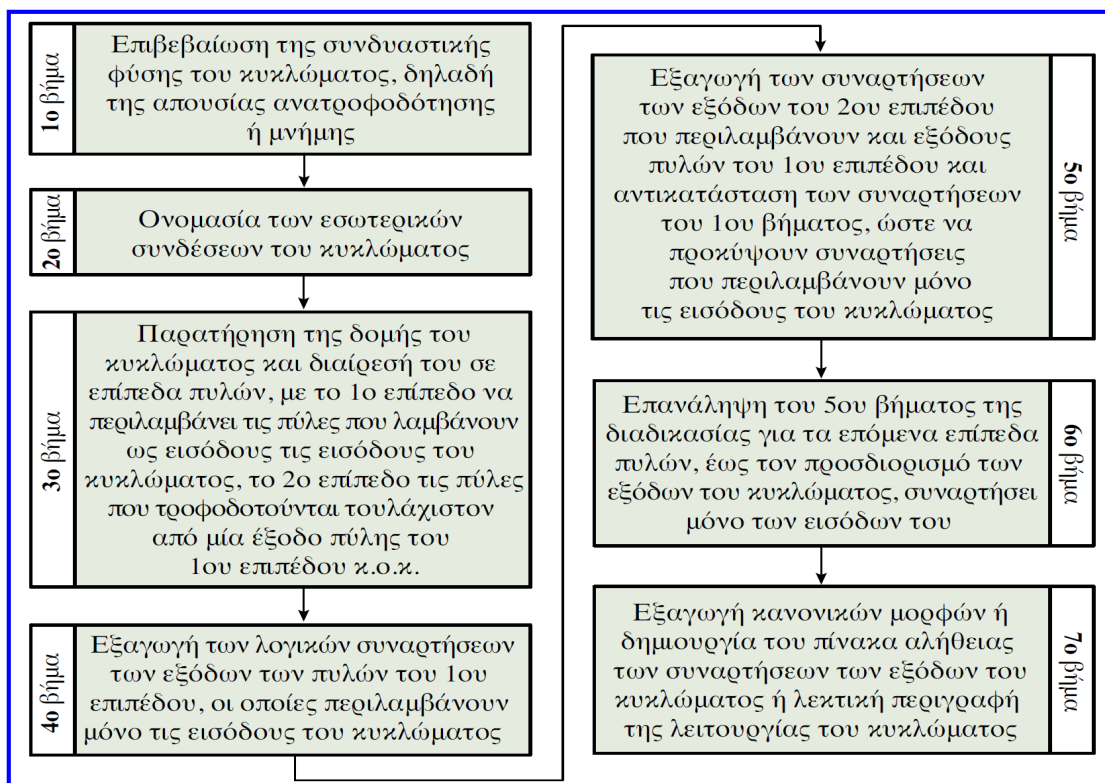 1ο βήμα
Επιβεβαίωση της συνδυαστικής
φύσης του κυκλώματος, δηλαδή
της απουσίας ανατροφοδότησης
ή μνήμης
2ο βήμα
Ονομασία των εσωτερικών
συνδέσεων του κυκλώματος
3ο βήμα
Παρατήρηση της δομής του
κυκλώματος και διαίρεσή του σε
επίπεδα πυλών, με το 1ο επίπεδο να
περιλαμβάνει τις πύλες που λαμβάνουν
ως εισόδους τις εισόδους του
κυκλώματος, το 2ο επίπεδο τις πύλες
που τροφοδοτούνται τουλάχιστον
από μία έξοδο πύλης του
1ου επιπέδου κ.ο.κ.
4ο βήμα
Εξαγωγή των λογικών συναρτήσεων
των εξόδων των πυλών του 1ου
επιπέδου, οι οποίες περιλαμβάνουν
μόνο τις εισόδους του κυκλώματος
5ο βήμα
Εξαγωγή των συναρτήσεων
των εξόδων του 2ου επιπέδου
που περιλαμβάνουν και εξόδους
πυλών του 1ου επιπέδου και
αντικατάσταση των συναρτήσεων
του 1ου βήματος, ώστε να
προκύψουν συναρτήσεις
που περιλαμβάνουν μόνο
τις εισόδους του κυκλώματος
6ο βήμα
Επανάληψη του 5ου βήματος της
διαδικασίας για τα επόμενα επίπεδα
πυλών, έως τον προσδιορισμό των
εξόδων του κυκλώματος, συναρτήσει
μόνο των εισόδων του
7ο βήμα
Εξαγωγή κανονικών μορφών ή
δημιουργία του πίνακα αλήθειας
των συναρτήσεων των εξόδων του
κυκλώματος ή λεκτική περιγραφή
της λειτουργίας του κυκλώματος